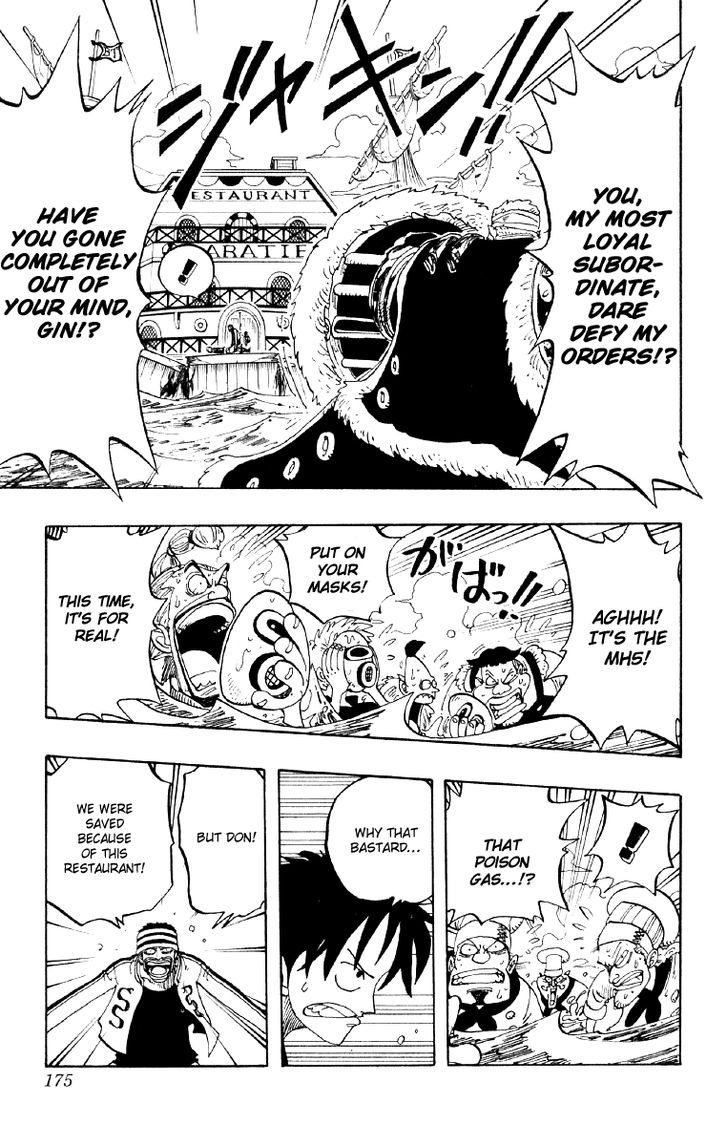 ジャキン!!
YOU,
MY MOST
LOYAL
SUBOR-
DINATE,
DARE
DEFY MY
ORDERS!?
HAVE
YOU GONE
COMPLETELY
OUT OF
YOUR MIND,
GIN!?
!
RESTAURANT
BARATIE
AGHHH!
IT'S THE
MH5!
がばっ!!
PUT ON
YOUR
MASKS!
THIS TIME,
IT'S FOR
REAL!
!
THAT
POISON
GAS...!?
WHY THAT
BASTARD...
BUT DON!
WE WERE
SAVED
BECAUSE
OF THIS
RESTAURANT!
175